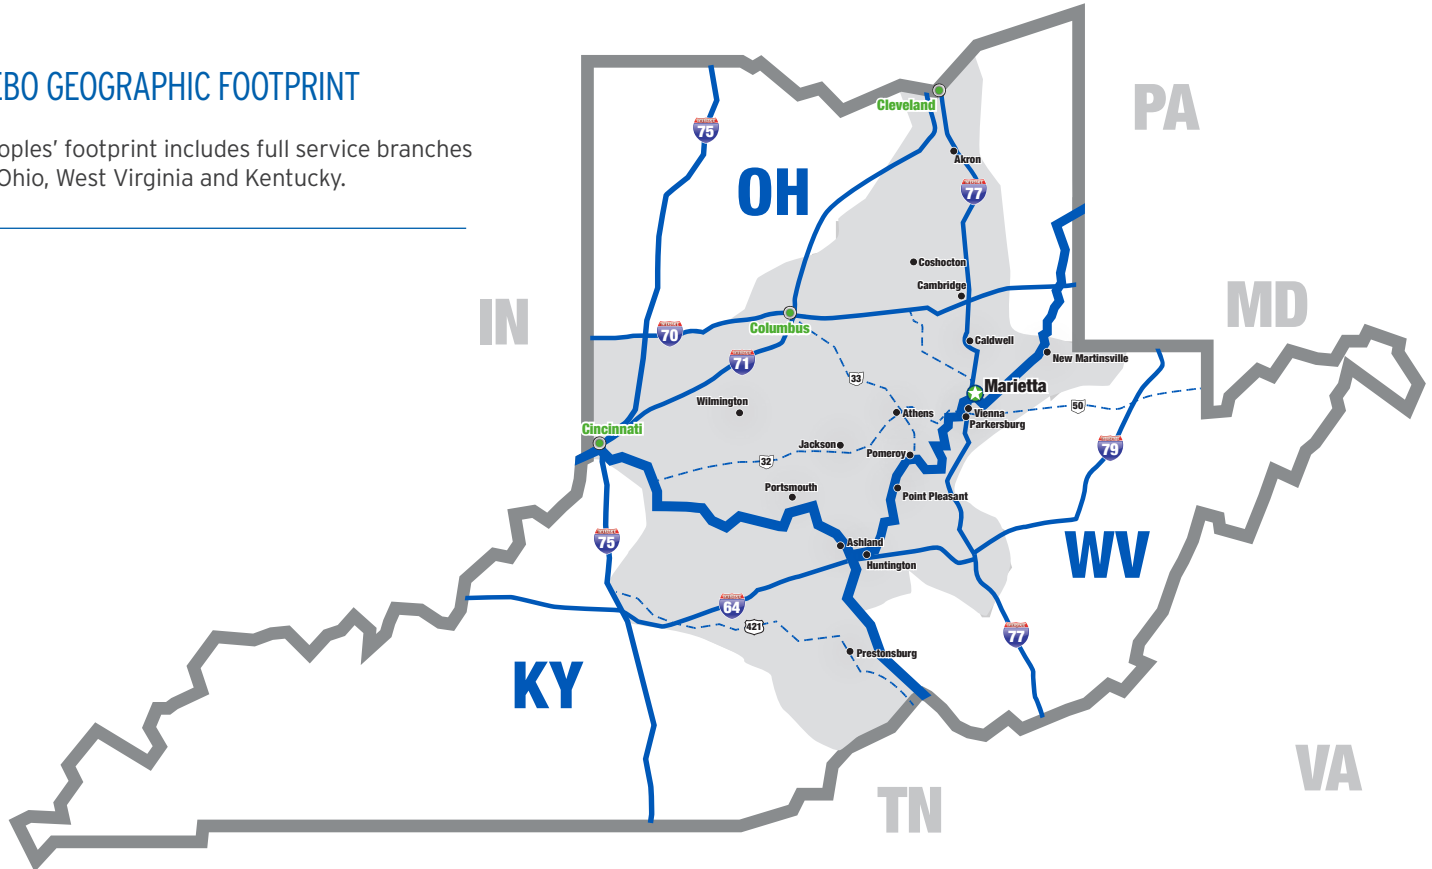 EBO GEOGRAPHIC FOOTPRINT
oples’ footprint includes full service branches
Ohio, West Virginia and Kentucky.
PA
Cleveland
75
Akron
OH
77
Coshocton
Cambridge
IN
MD
Columbus
70
Caldwell
71
New Martinsville
33
Marietta
Wilmington
50
Athens
Vienna
Parkersburg
Cincinnati
Jackson
79
Pomeroy
32
Portsmouth
Point Pleasant
75
Ashland
WV
Huntington
64
421
77
Prestonsburg
KY
VA
TN